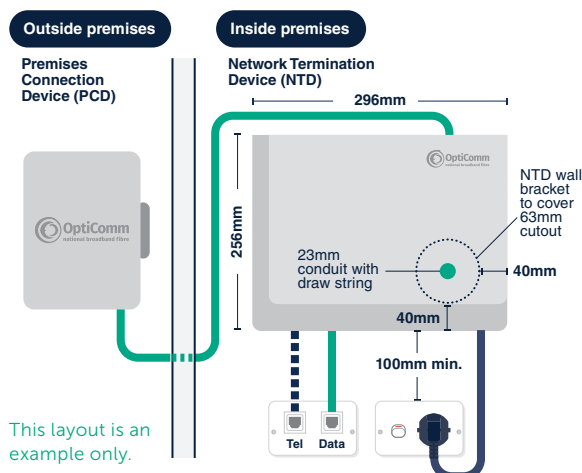 Outside premises
Inside premises
Premises
Connection
Device (PCD)
Network Termination
Device (NTD)
296mm
OptiComm
national broadband fibre
OptiComm
national broadband fibre
NTD wall
bracket
to cover
63mm
cutout
256mm
23mm
conduit with
draw string
40mm
40mm
100mm min.
Tel
Data
This layout is an
example only.